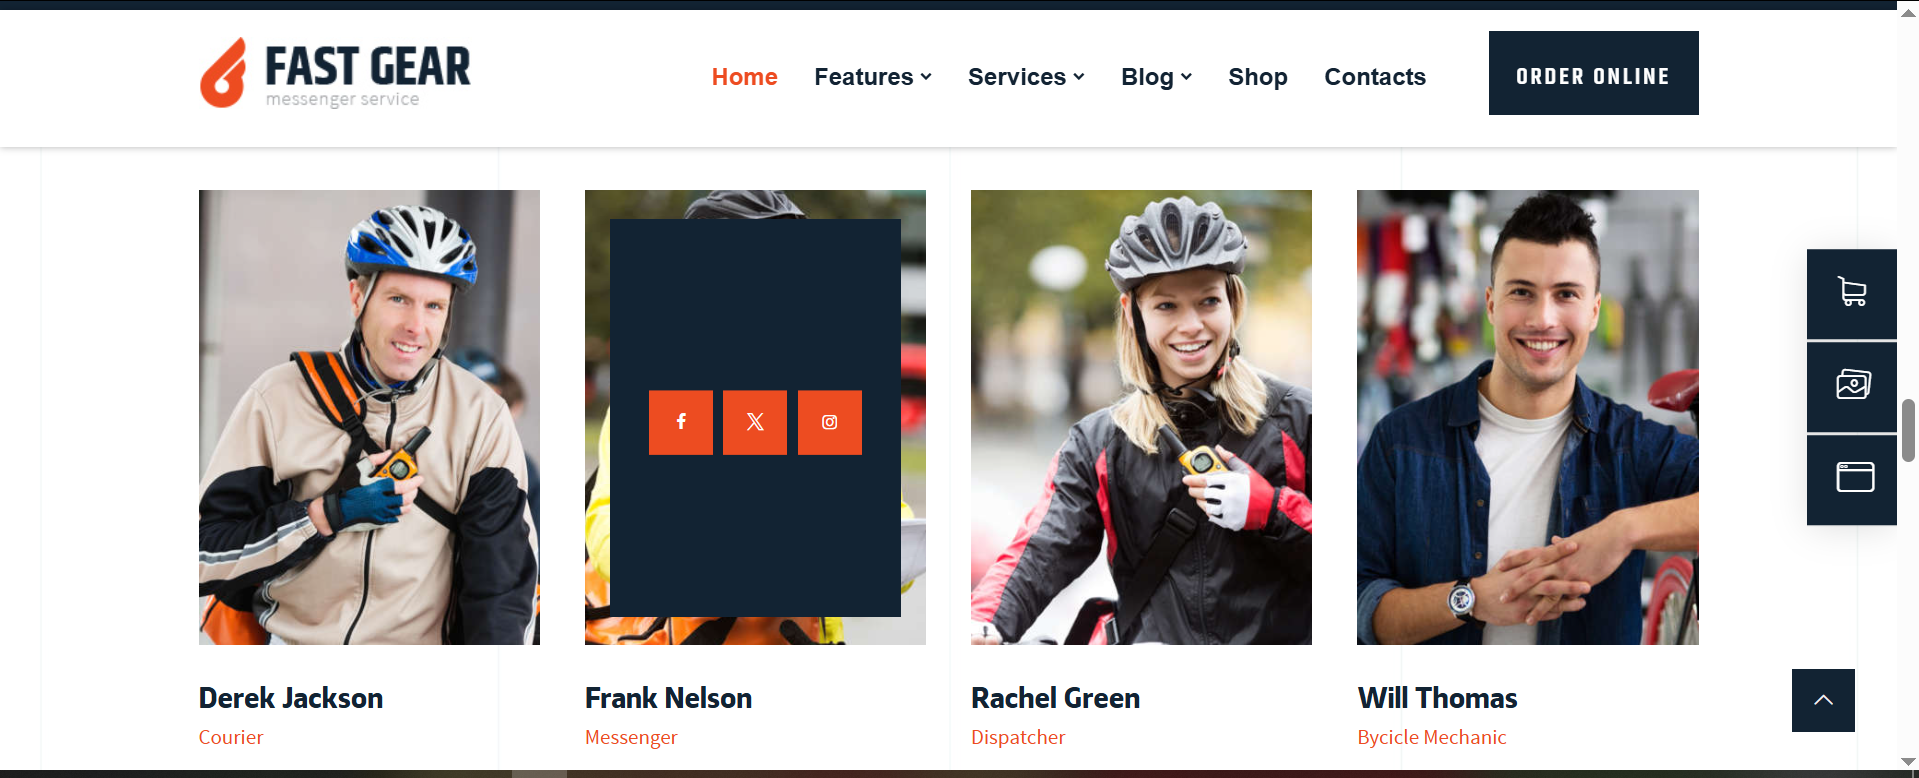 FAST GEAR
messenger service
Home Features Services Blog Shop Contacts ORDER ONLINE
Derek Jackson Frank Nelson Rachel Green Will Thomas
Courier Messenger Dispatcher Bycicle Mechanic